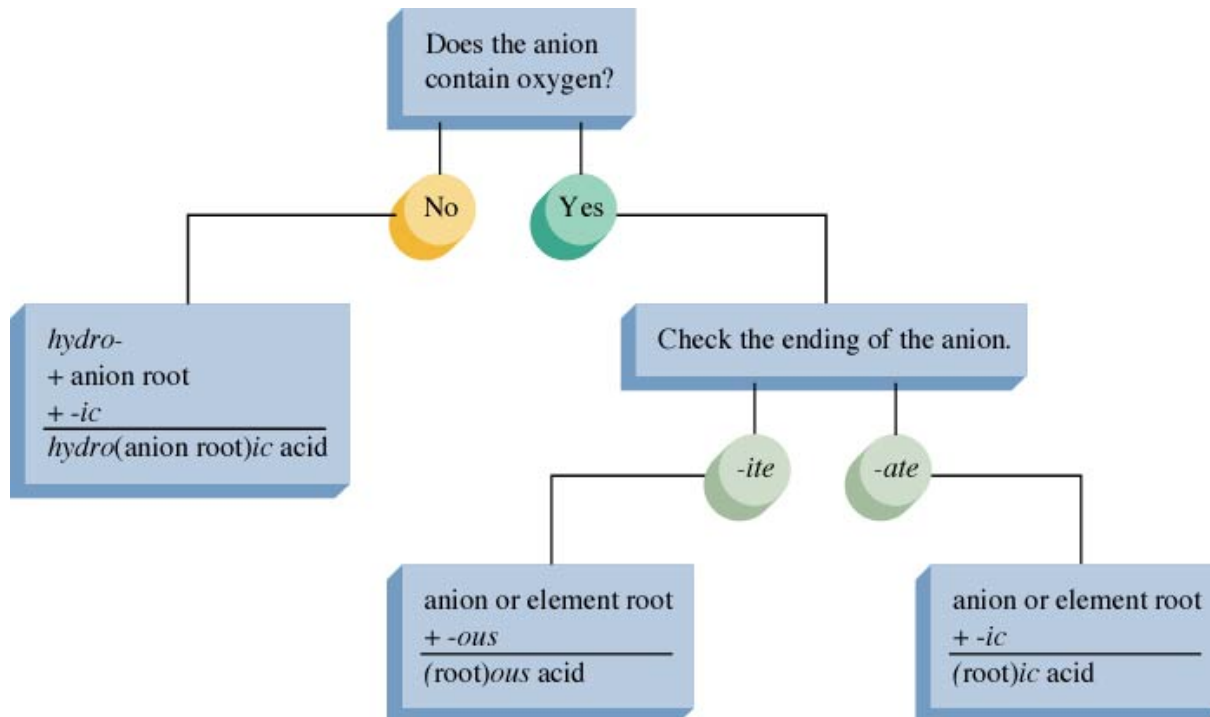 Does the anion
contain oxygen?
No
Yes
hydro-
+ anion root
+ -ic
hydro(anion root)ic acid
Check the ending of the anion.
-ite
-ate
anion or element root
+ -ous
(root)ous acid
anion or element root
+ -ic
(root)ic acid